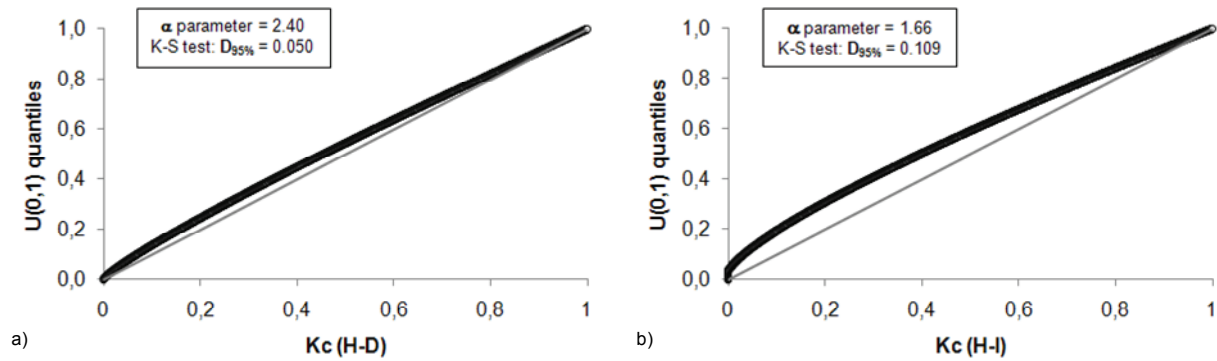 α parameter = 2.40
K-S test: D95% = 0.050
1,0
0,8
0,6
0,4
0,2
0,0
U(0,1) quantiles
0
0,2
0,4
0,6
0,8
1
Kc (H-D)
a)
α parameter = 1.66
K-S test: D95% = 0.109
1,0
0,8
0,6
0,4
0,2
0,0
U(0,1) quantiles
0
0,2
0,4
0,6
0,8
1
Kc (H-I)
b)